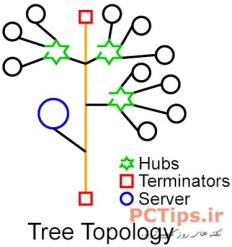 Hubs
Terminators
Server
PCTips.ir
Tree Topology